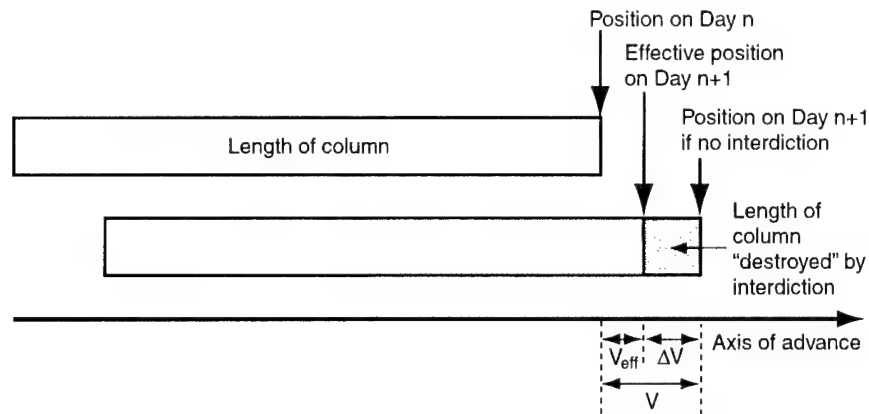 Position on Day n
Effective position
on Day n+1
Position on Day n+1
if no interdiction
Length of column
Length of
column
"destroyed" by
interdiction
Axis of advance
Veff
ΔV
V